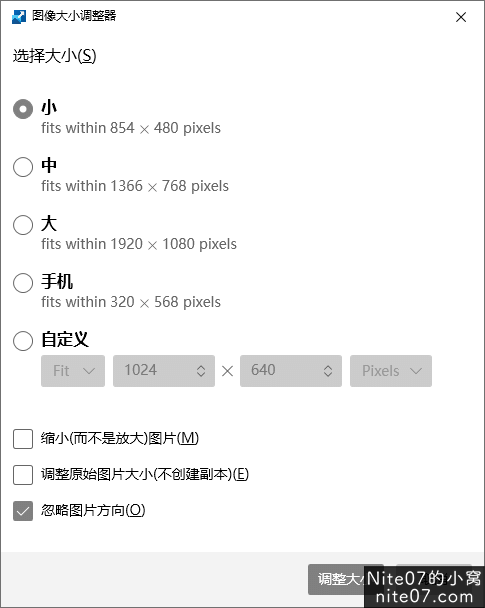 图像大小调整器
选择大小(S)
小
fits within 854 × 480 pixels
中
fits within 1366 × 768 pixels
大
fits within 1920 × 1080 pixels
手机
fits within 320 × 568 pixels
自定义
Fit 1024 × 640 Pixels
缩小(而不是放大)图片(M)
调整原始图片大小(不创建副本)(E)
忽略图片方向(O)
调整大小
Nite07的小窝
nite07.com